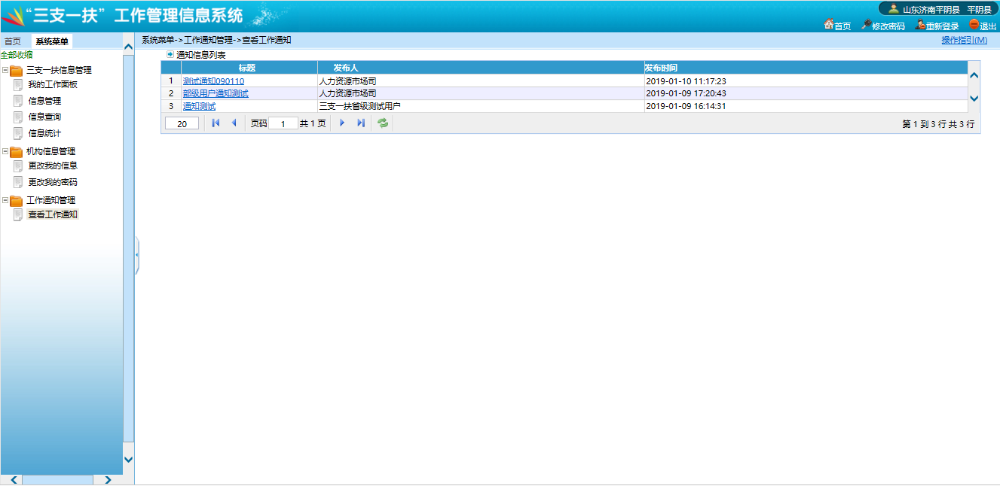 “三支一扶”工作管理信息系统
山东济南平阴县 平阴县
首页 修改密码 重新登录 退出
首页 系统菜单
系统菜单->工作通知管理->查看工作通知
操作指引(M)
全部收缩
三支一扶信息管理
我的工作面板
信息管理
信息查询
信息统计
机构信息管理
更改我的信息
更改我的密码
工作通知管理
查看工作通知
通知信息列表
标题 发布人 发布时间
1 测试通知090110 人力资源市场司 2019-01-10 11:17:23
2 部级用户通知测试 人力资源市场司 2019-01-09 17:20:43
3 通知测试 三支一扶省级测试用户 2019-01-09 16:14:31
20 页码 1 共 1 页 第 1 到 3 行 共 3 行